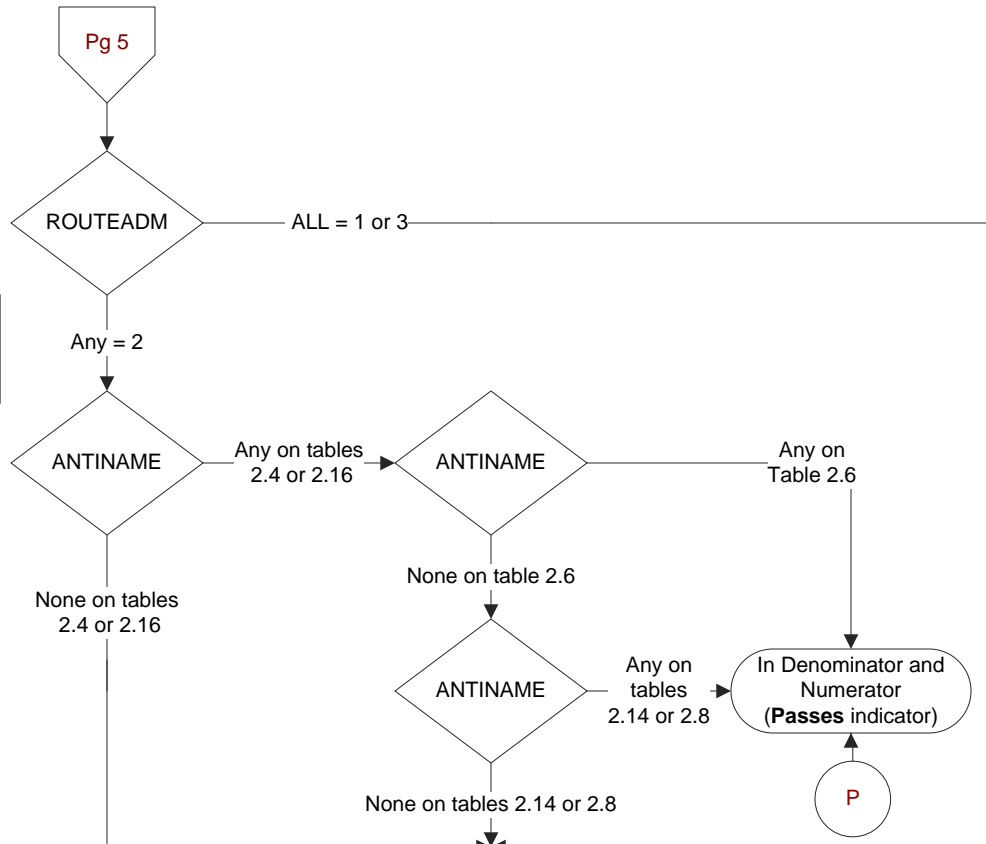 Pg 5
ROUTEADM
ALL = 1 or 3
Any = 2
ANTINAME
Any on tables
2.4 or 2.16
ANTINAME
Any on
Table 2.6
None on table 2.6
None on tables
2.4 or 2.16
ANTINAME
Any on
tables
2.14 or 2.8
In Denominator and
Numerator
(Passes indicator)
P
None on tables 2.14 or 2.8